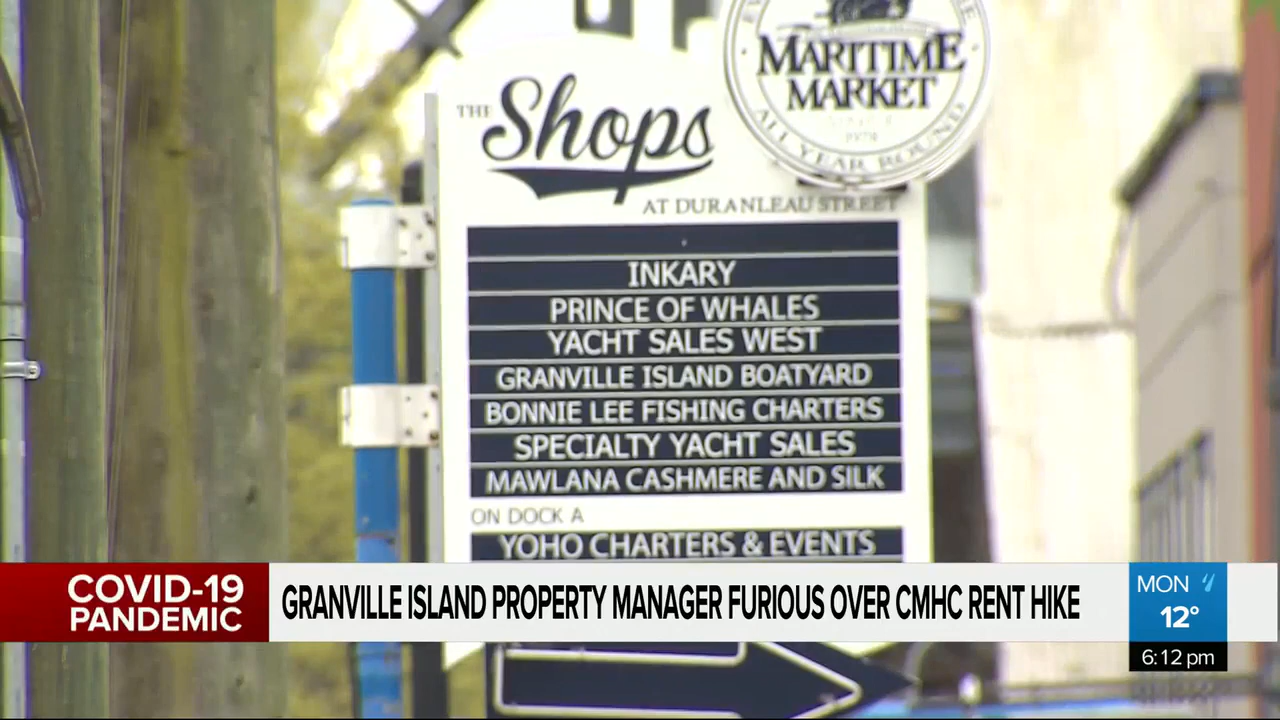 MARITIME
MARKET
ALL YEAR ROUND
THE Shops
AT DURANLEAU STREET
INKARY
PRINCE OF WHALES
YACHT SALES WEST
GRANVILLE ISLAND BOATYARD
BONNIE LEE FISHING CHARTERS
SPECIALTY YACHT SALES
MAWLANA CASHMERE AND SILK
ON DOCK A
YOHO CHARTERS & EVENTS
COVID-19
PANDEMIC
GRANVILLE ISLAND PROPERTY MANAGER FURIOUS OVER CMHC RENT HIKE
MON
12°
6:12 pm